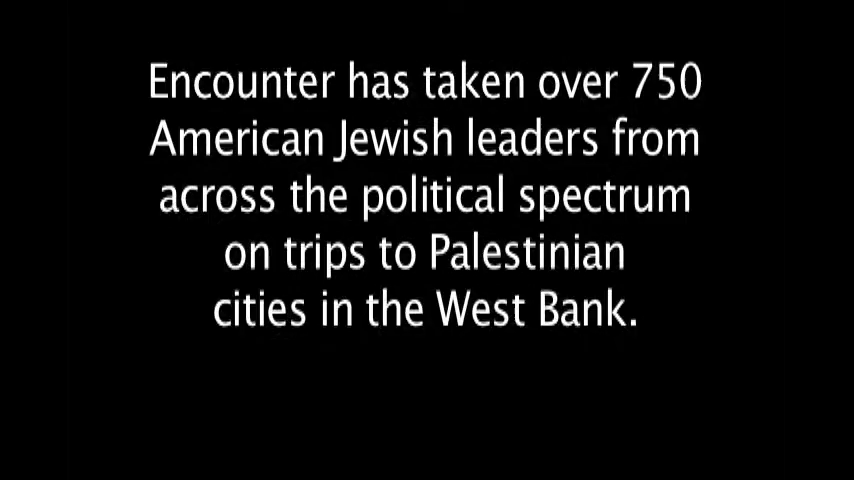 Encounter has taken over 750
American Jewish leaders from
across the political spectrum
on trips to Palestinian
cities in the West Bank.